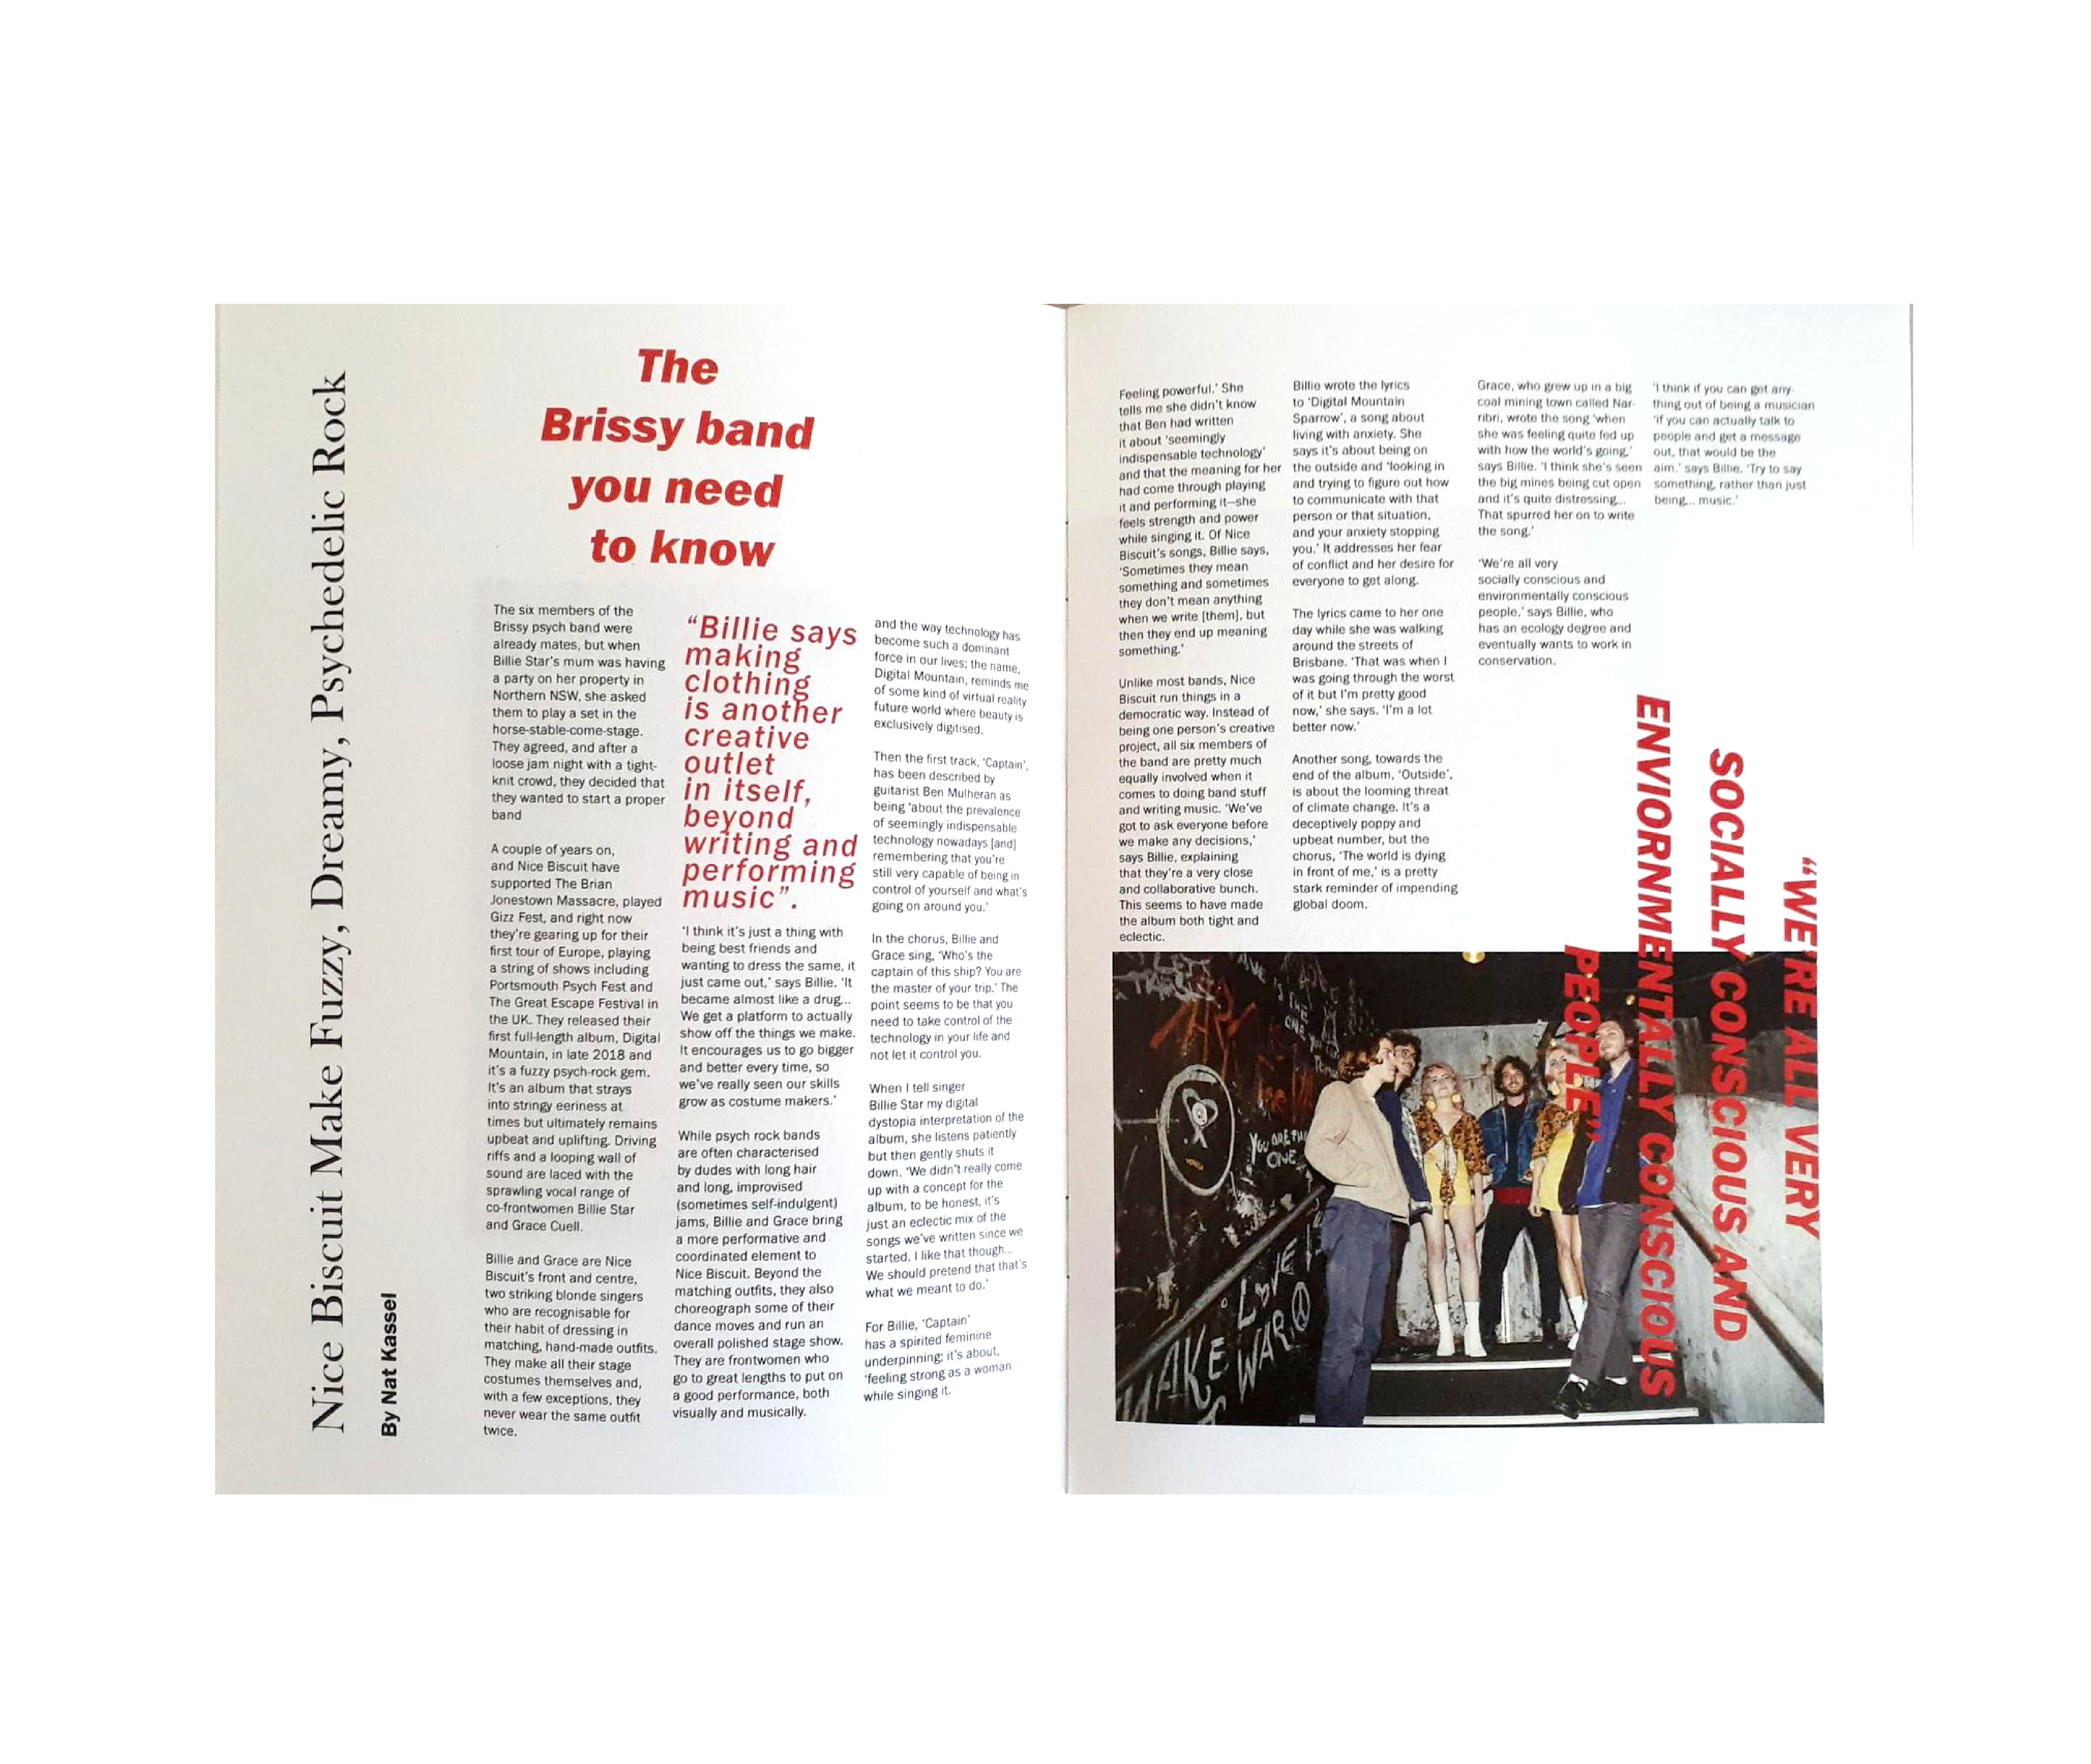 Nice Biscuit Make Fuzzy, Dreamy, Psychedelic Rock
By Nat Kassel
The
Brissy band
you need
to know
The six members of the
Brissy psych band were
already mates, but when
Billie Star's mum was having
a party on her property in
Northern NSW, she asked
them to play a set in the
horse-stable-come-stage.
They agreed, and after a
loose jam night with a tight-
knit crowd, they decided that
they wanted to start a proper
band
A couple of years on,
and Nice Biscuit have
supported The Brian
Jonestown Massacre, played
Gizz Fest, and right now
they're gearing up for their
first tour of Europe, playing
a string of shows including
Portsmouth Psych Fest and
The Great Escape Festival in
the UK. They released their
first full-length album, Digital
Mountain, in late 2018 and
it's a fuzzy psych-rock gem.
It's an album that strays
into stringy eeriness at
times but ultimately remains
upbeat and uplifting. Driving
riffs and a looping wall of
sound are laced with the
sprawling vocal range of
co-frontwomen Billie Star
and Grace Cuell.
Billie and Grace are Nice
Biscuit's front and centre,
two striking blonde singers
who are recognisable for
their habit of dressing in
matching, hand-made outfits.
They make all their stage
costumes themselves and,
with a few exceptions, they
never wear the same outfit
twice.
“Billie says
making
clothing
is another
creative
outlet
in itself,
beyond
writing and
performing
music”.
'I think it's just a thing with
being best friends and
wanting to dress the same, it
just came out,' says Billie. 'It
became almost like a drug...
We get a platform to actually
show off the things we make.
It encourages us to go bigger
and better every time, so
we've really seen our skills
grow as costume makers.'
While psych rock bands
are often characterised
by dudes with long hair
and long, improvised
(sometimes self-indulgent)
jams, Billie and Grace bring
a more performative and
coordinated element to
Nice Biscuit. Beyond the
matching outfits, they also
choreograph some of their
dance moves and run an
overall polished stage show.
They are frontwomen who
go to great lengths to put on
a good performance, both
visually and musically.
and the way technology has
become such a dominant
force in our lives; the name,
Digital Mountain, reminds me
of some kind of virtual reality
future world where beauty is
exclusively digitised.
Then the first track, 'Captain',
has been described by
guitarist Ben Mulheran as
being 'about the prevalence
of seemingly indispensable
technology nowadays [and]
remembering that you're
still very capable of being in
control of yourself and what's
going on around you.'
In the chorus, Billie and
Grace sing, 'Who's the
captain of this ship? You are
the master of your trip.' The
point seems to be that you
need to take control of the
technology in your life and
not let it control you.
When I tell singer
Billie Star my digital
dystopia interpretation of the
album, she listens patiently
but then gently shuts it
down. 'We didn't really come
up with a concept for the
album, to be honest, it's
just an eclectic mix of the
songs we've written since we
started. I like that though...
We should pretend that that's
what we meant to do.'
For Billie, 'Captain'
has a spirited feminine
underpinning; it's about,
'feeling strong as a woman
while singing it.
Feeling powerful.' She
tells me she didn't know
that Ben had written
it about 'seemingly
indispensable technology'
and that the meaning for her
had come through playing
it and performing it—she
feels strength and power
while singing it. Of Nice
Biscuit's songs, Billie says,
'Sometimes they mean
something and sometimes
they don't mean anything
when we write [them], but
then they end up meaning
something.'
Unlike most bands, Nice
Biscuit run things in a
democratic way. Instead of
being one person's creative
project, all six members of
the band are pretty much
equally involved when it
comes to doing band stuff
and writing music. 'We've
got to ask everyone before
we make any decisions,'
says Billie, explaining
that they're a very close
and collaborative bunch.
This seems to have made
the album both tight and
eclectic.
Billie wrote the lyrics
to 'Digital Mountain
Sparrow', a song about
living with anxiety. She
says it's about being on
the outside and 'looking in
and trying to figure out how
to communicate with that
person or that situation,
and your anxiety stopping
you.' It addresses her fear
of conflict and her desire for
everyone to get along.
The lyrics came to her one
day while she was walking
around the streets of
Brisbane. 'That was when I
was going through the worst
of it but I'm pretty good
now,' she says. 'I'm a lot
better now.'
Another song, towards the
end of the album, 'Outside',
is about the looming threat
of climate change. It's a
deceptively poppy and
upbeat number, but the
chorus, 'The world is dying
in front of me,' is a pretty
stark reminder of impending
global doom.
Grace, who grew up in a big
coal mining town called Nar-
ribri, wrote the song 'when
she was feeling quite fed up
with how the world's going,'
says Billie. 'I think she's seen
the big mines being cut open
and it's quite distressing...
That spurred her on to write
the song.'
'We're all very
socially conscious and
environmentally conscious
people,' says Billie, who
has an ecology degree and
eventually wants to work in
conservation.
'I think if you can get any-
thing out of being a musician
'if you can actually talk to
people and get a message
out, that would be the
aim.' says Billie. 'Try to say
something, rather than just
being... music.'
“WE'RE ALL VERY
SOCIALLY CONSCIOUS AND
ENVIORNMENTALLY CONSCIOUS
PEOPLE”
YOU ARE THE
ONE
MAKE
LOVE
WAR